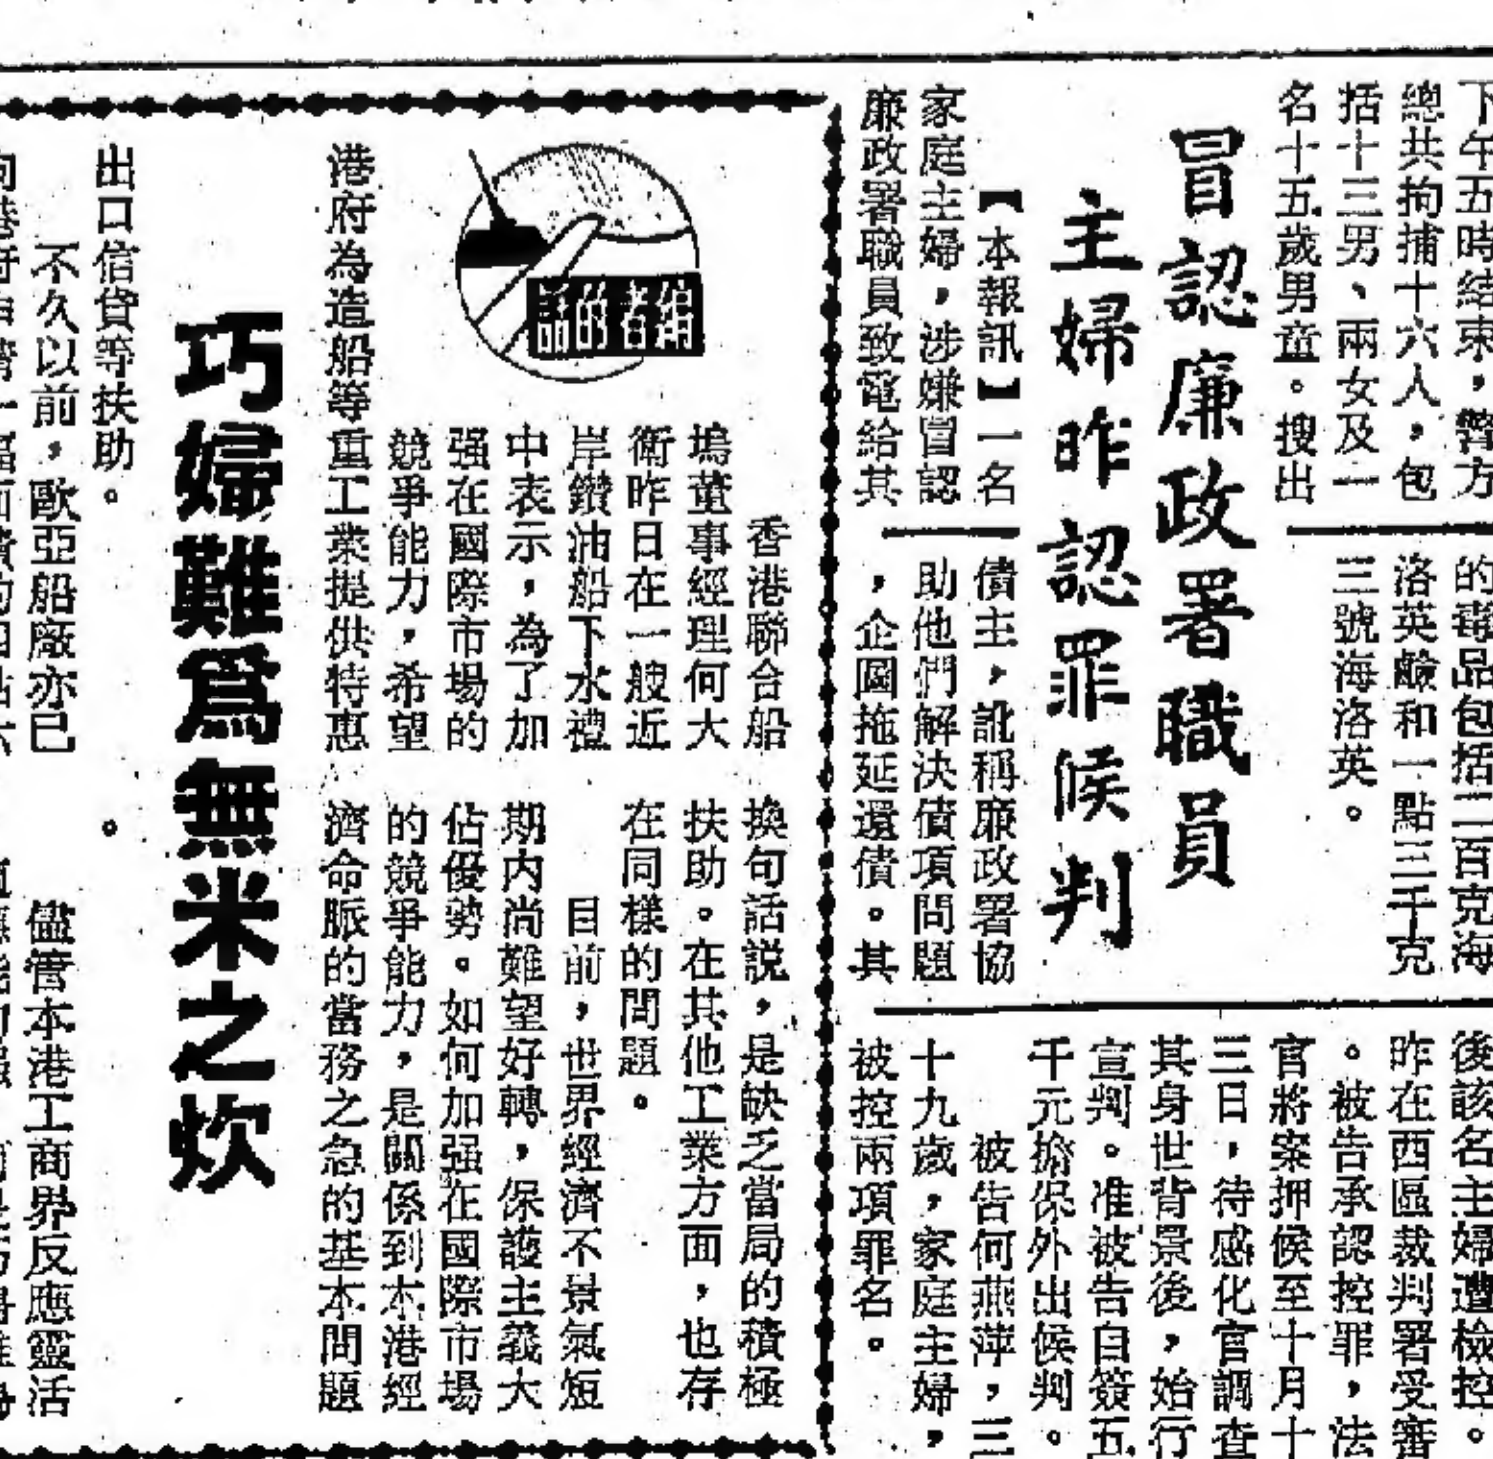 下午五時結束,警方
總共拘捕十六人,包
括十三男、兩女及一
名十五歲男童。搜出
的毒品包括二百克海
洛英鹼和一點三千克
三號海洛英。
冒認廉政署職員
主婦昨認罪候判
【本報訊】一名
家庭主婦,涉嫌冒認
廉政署職員致電給其
債主,訛稱廉政署協
助他們解決債項問題
,企圖拖延還債。其
後該名主婦遭檢控。
昨在西區裁判署受審
。被告承認控罪,法
官將案押候至十月十
三日,待感化官調查
其身世背景後,始行
宣判。准被告自簽五
千元擔保外出候判。
被告何燕萍,三
十九歲,家庭主婦,
被控兩項罪名。
編者的話
巧婦難爲無米之炊
香港聯合船
塢董事經理何大
衛昨日在一艘近
岸鑽油船下水禮
中表示,為了加
强在國際市場的
競爭能力,希望
港府為造船等重工業提供特惠
出口信貸等扶助。
不久以前,歐亞船廠亦已
。
換句話説,是缺乏當局的積極
扶助。在其他工業方面,也存
在同樣的問題。
目前,世界經濟不景氣短
期内尚難望好轉,保護主義大
佔優勢。如何加强在國際市場
的競爭能力,是關係到本港經
濟命脈的當務之急的基本問題
儘管本港工商界反應靈活